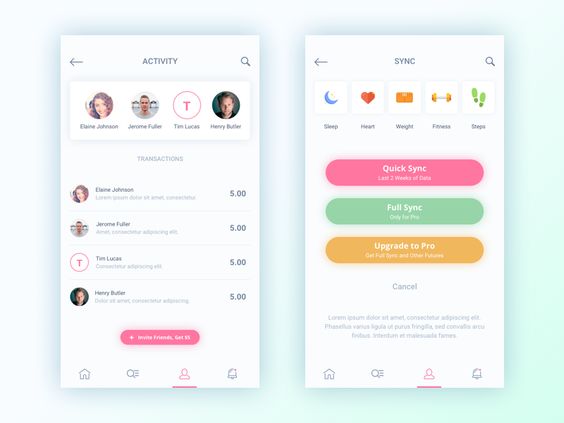 ACTIVITY
Elaine Johnson
Jerome Fuller
T
Tim Lucas
Henry Butler
TRANSACTIONS
Elaine Johnson
Lorem ipsum dolor sit amet, consectetur.
5.00
Jerome Fuller
Amet, consectetur adipiscing elit.
5.00
T
Tim Lucas
Consectetur adipiscing elit.
5.00
Henry Butler
Dolor sit amet, consectetur adipiscing.
5.00
+ Invite Friends, Get $5
SYNC
Sleep
Heart
Weight
Fitness
Steps
Quick Sync
Last 2 Weeks of Data
Full Sync
Only for Pro
Upgrade to Pro
Get Full Sync and Other Futures
Cancel
Lorem ipsum dolor sit amet, consectetur adipiscing elit.
Phasellus varius ligula ut purus fringilla, sed convallis arcu
finibus. Interdum et malesuada fames.